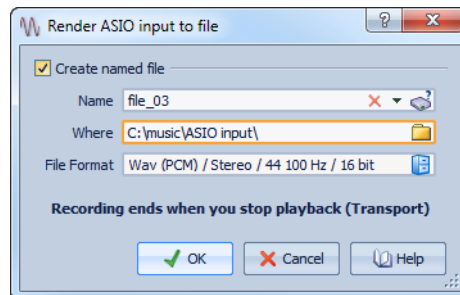 Render ASIO input to file
Create named file
Name file_03
Where C:\music\ASIO input\
File Format Wav (PCM) / Stereo / 44 100 Hz / 16 bit
Recording ends when you stop playback (Transport)
OK Cancel Help